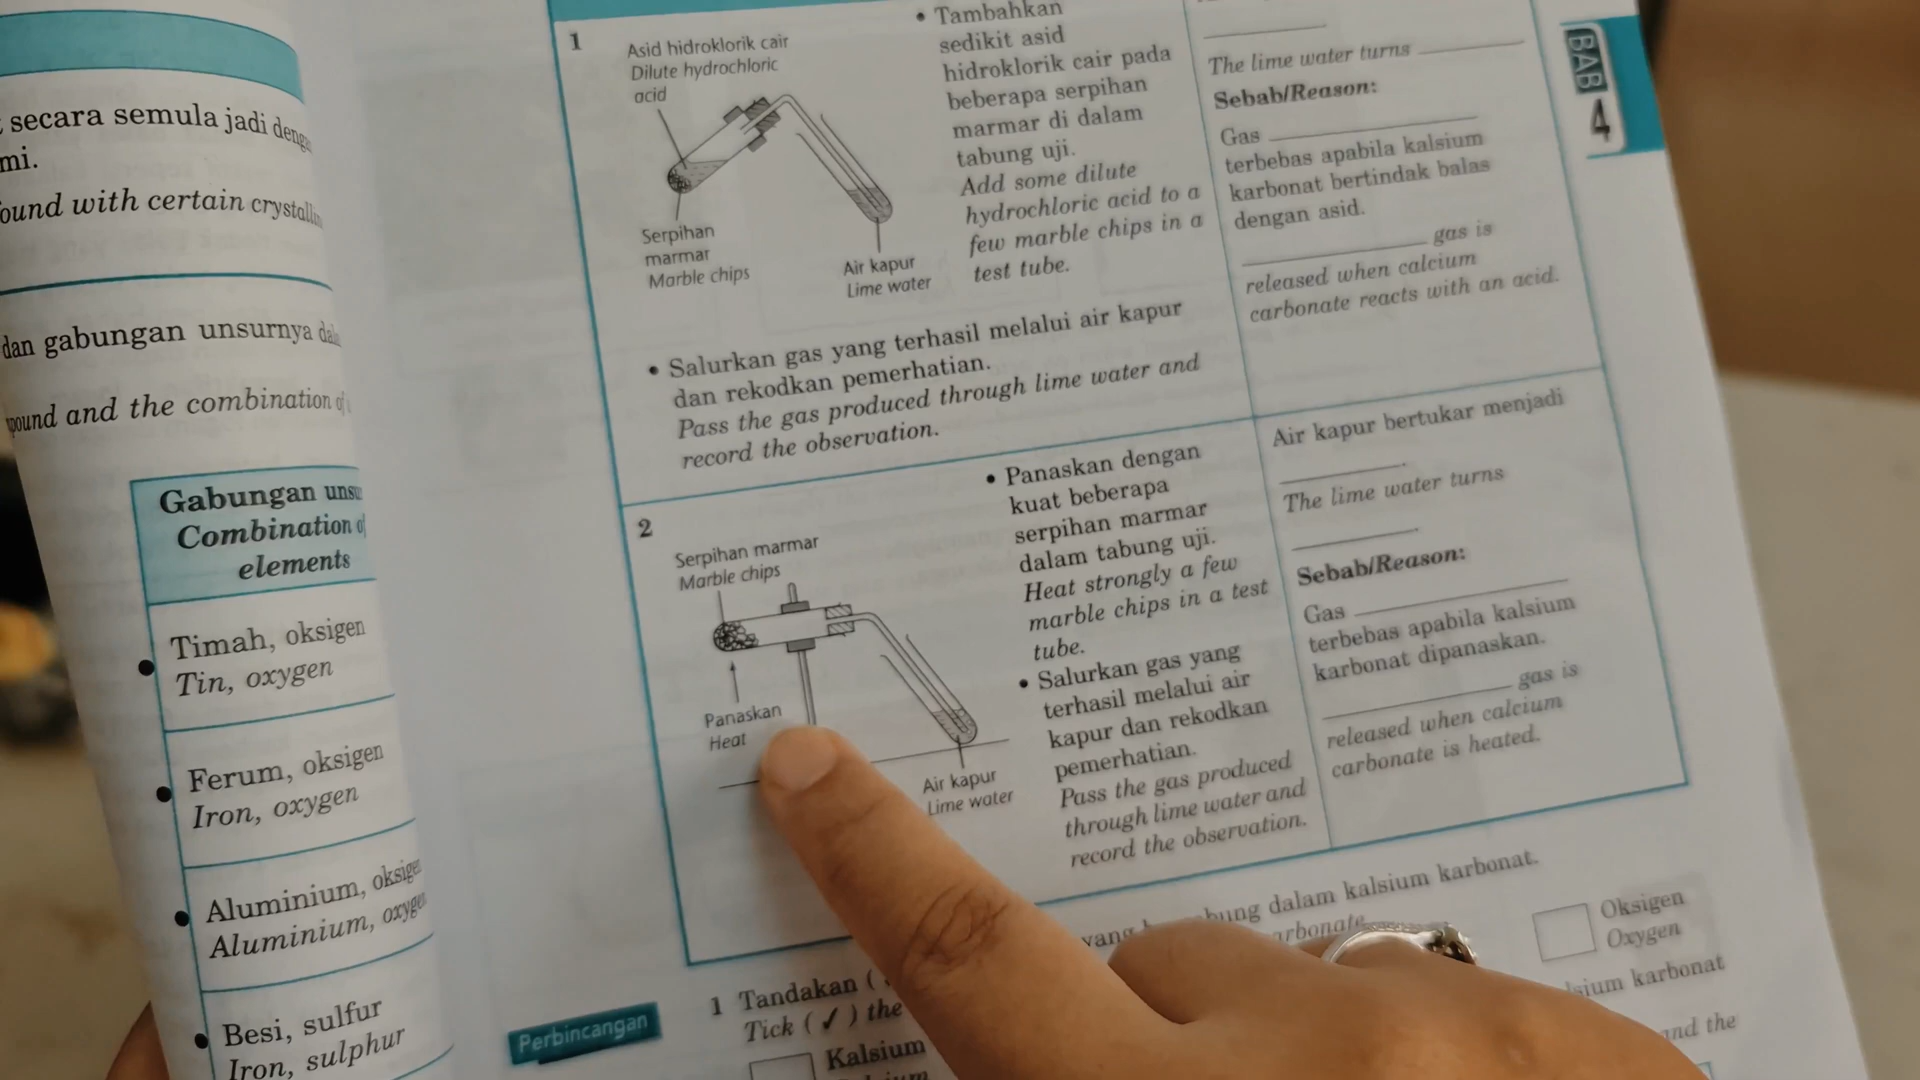 secara semula jadi
mi.
ound with certain
dan gabungan unsurnya
and the combination
Gabungan
Combination
elements
Timah, oksigen
Tin, oxygen
Ferum, oksigen
Iron, oxygen
Aluminium,
Aluminium,
Besi, sulfur
Iron, sulphur
1
Asid hidroklorik cair
Dilute hydrochloric
acid
Serpihan
marmar
Marble chips
Air kapur
Lime water
• Tambahkan
sedikit asid
hidroklorik cair pada
beberapa serpihan
marmar di dalam
tabung uji.
Add some dilute
hydrochloric acid to a
few marble chips in a
test tube.
• Salurkan gas yang terhasil melalui air kapur
dan rekodkan pemerhatian.
Pass the gas produced through lime water and
record the observation.
The lime water turns
Sebab/Reason:
Gas
terbebas apabila kalsium
karbonat bertindak balas
dengan asid.
gas is
released when calcium
carbonate reacts with an acid.
BAB
4
2
Serpihan marmar
Marble chips
Panaskan
Heat
Air kapur
Lime water
• Panaskan dengan
kuat beberapa
serpihan marmar
dalam tabung uji.
Heat strongly a few
marble chips in a test
tube.
• Salurkan gas yang
terhasil melalui air
kapur dan rekodkan
pemerhatian.
Pass the gas produced
through lime water and
record the observation.
Air kapur bertukar menjadi
The lime water turns
Sebab/Reason:
Gas
terbebas apabila kalsium
karbonat dipanaskan.
gas is
released when calcium
carbonate is heated.
Perbincangan
1 Tandakan (
dalam kalsium karbonat.
Tick (✓) the
Kalsium
Oksigen
Oxygen
karbonat
and the